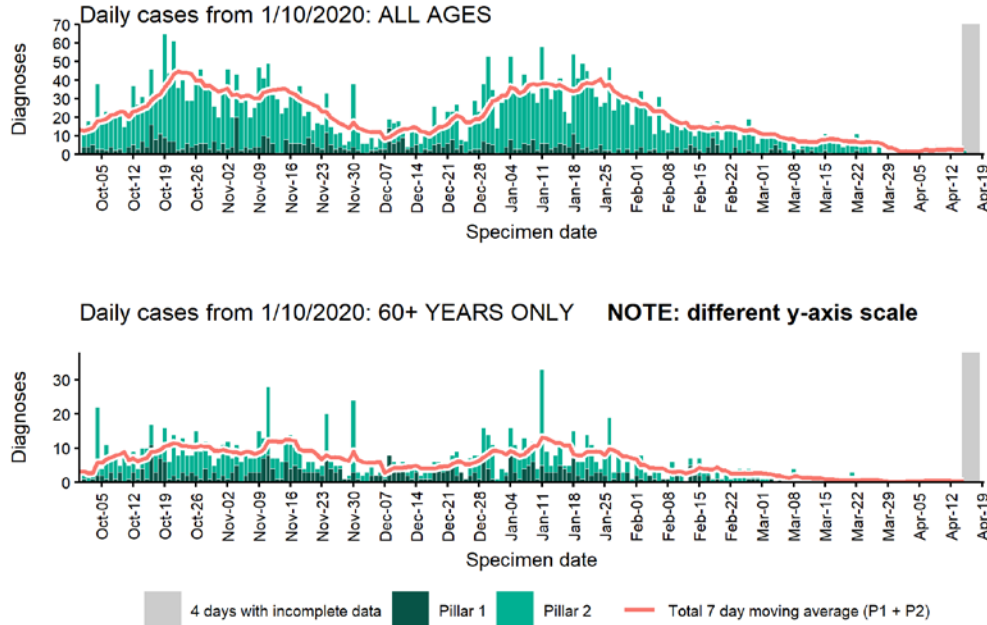 Daily cases from 1/10/2020: ALL AGES
70
60
50
40
30
20
10
0
Diagnoses
Oct-05 Oct-12 Oct-19 Oct-26 Nov-02 Nov-09 Nov-16 Nov-23 Nov-30 Dec-07 Dec-14 Dec-21 Dec-28 Jan-04 Jan-11 Jan-18 Jan-25 Feb-01 Feb-08 Feb-15 Feb-22 Mar-01 Mar-08 Mar-15 Mar-22 Mar-29 Apr-05 Apr-12 Apr-19
Specimen date
Daily cases from 1/10/2020: 60+ YEARS ONLY NOTE: different y-axis scale
30
20
10
0
Diagnoses
Oct-05 Oct-12 Oct-19 Oct-26 Nov-02 Nov-09 Nov-16 Nov-23 Nov-30 Dec-07 Dec-14 Dec-21 Dec-28 Jan-04 Jan-11 Jan-18 Jan-25 Feb-01 Feb-08 Feb-15 Feb-22 Mar-01 Mar-08 Mar-15 Mar-22 Mar-29 Apr-05 Apr-12 Apr-19
Specimen date
4 days with incomplete data Pillar 1 Pillar 2 Total 7 day moving average (P1 + P2)